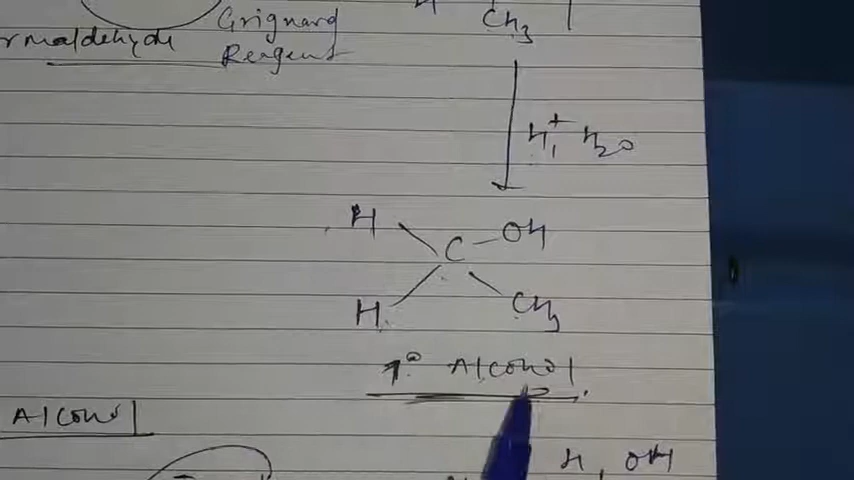 Grignard
CH3
rmaldehyde
Reagent
H+, H2O
H
C
OH
H
CH3
1° Alcohol
Alcohol
H, OH